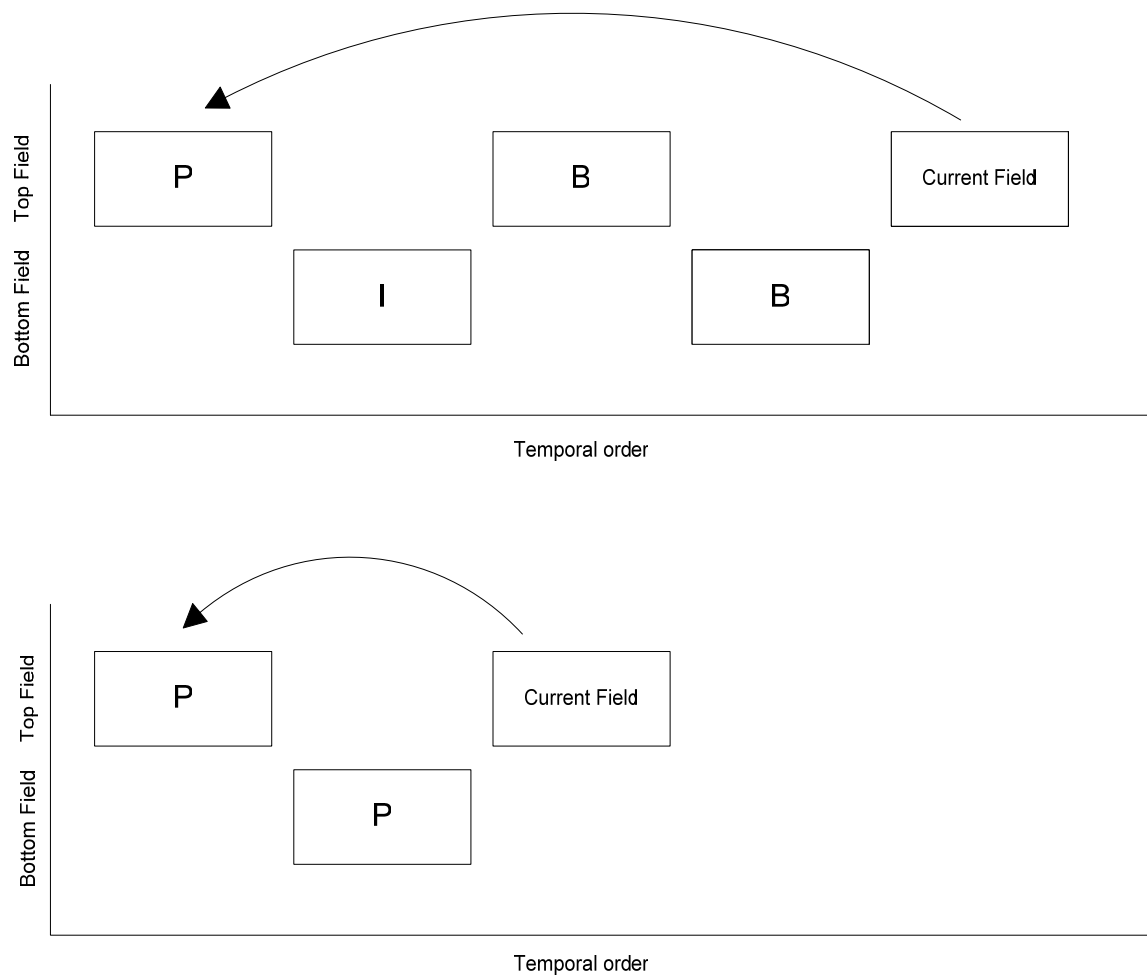 Top Field
P
B
Current Field
Bottom Field
I
B
Temporal order
Top Field
P
Current Field
Bottom Field
P
Temporal order